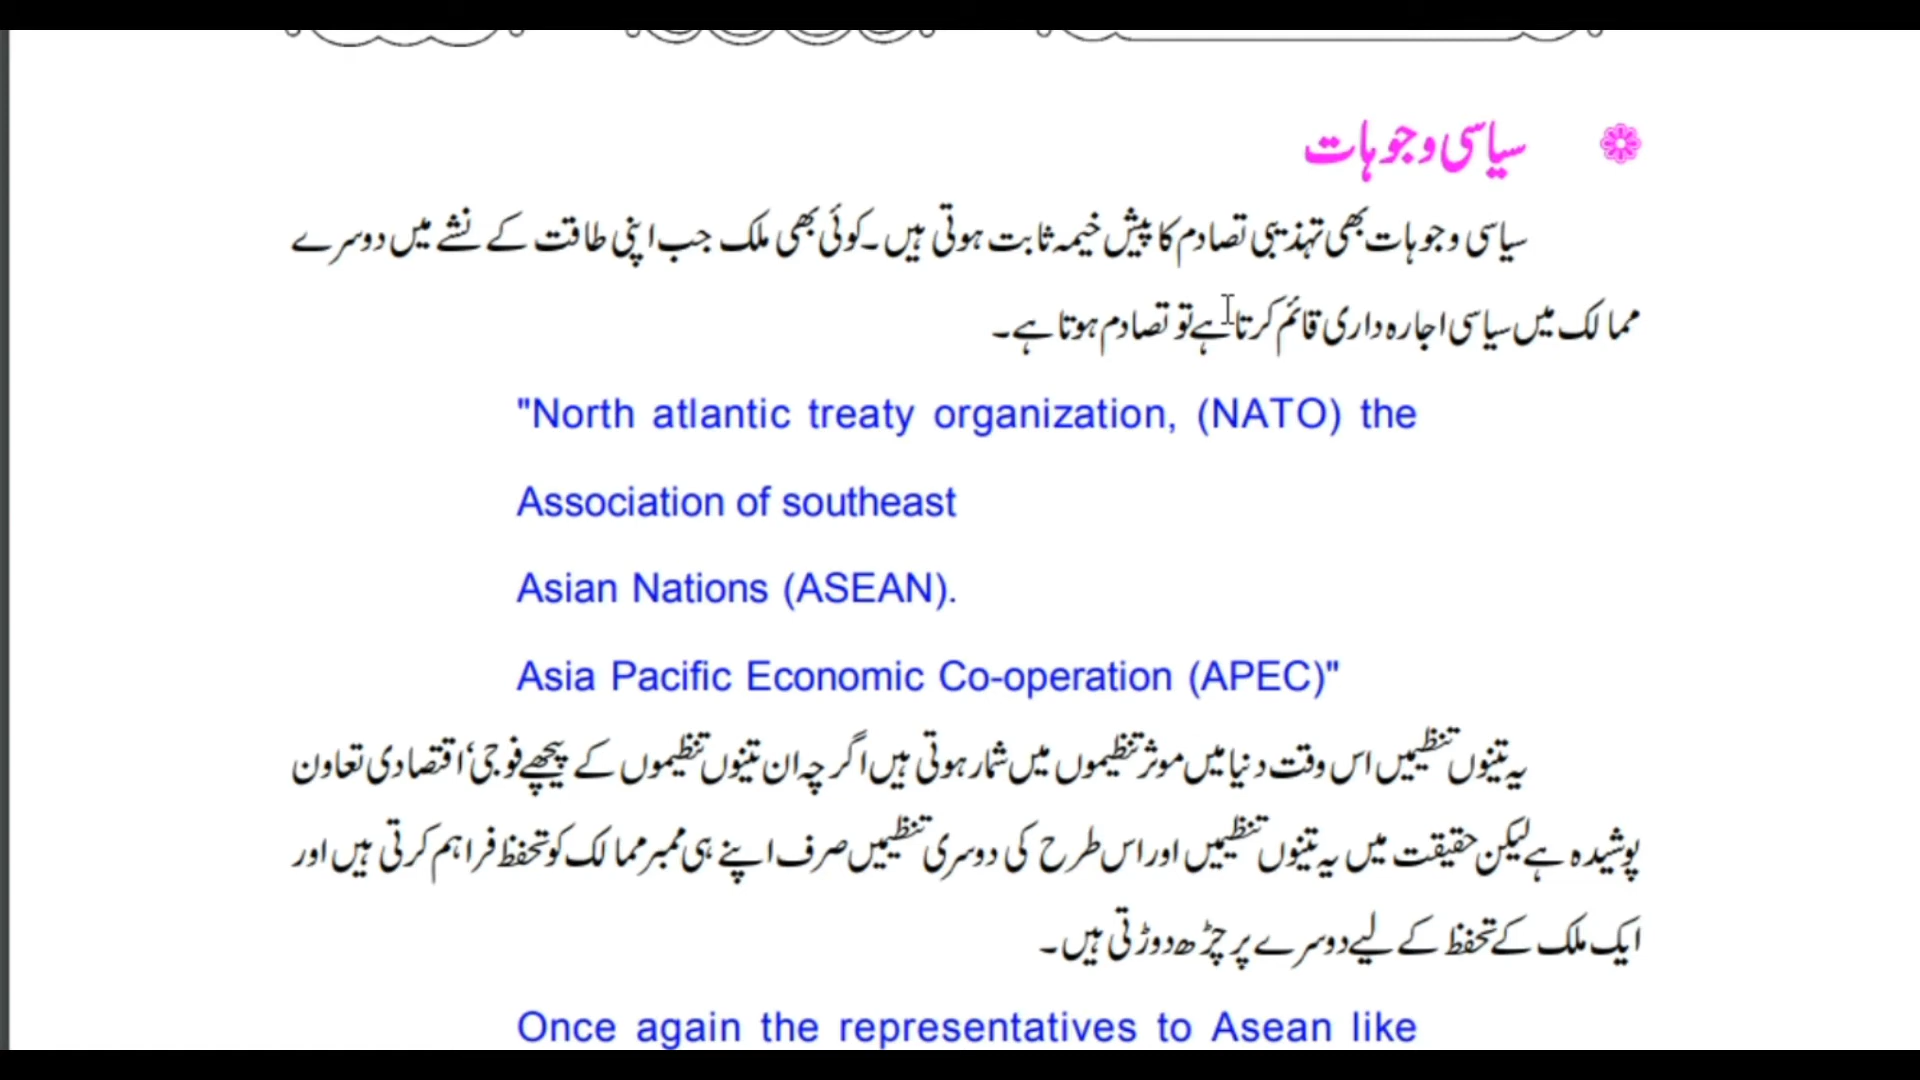 سیاسی وجوہات
سیاسی وجوہات بھی تہذیبی تصادم کا پیش خیمہ ثابت ہوتی ہیں۔ کوئی بھی ملک جب اپنی طاقت کے نشے میں دوسرے
ممالک میں سیاسی اجارہ داری قائم کرتا ہے تو تصادم ہوتا ہے۔
"North atlantic treaty organization, (NATO) the
Association of southeast
Asian Nations (ASEAN).
Asia Pacific Economic Co-operation (APEC)"
یہ تینوں تنظیمیں اس وقت دنیا میں موثر تنظیموں میں شمار ہوتی ہیں اگر چہ ان تینوں تنظیموں کے پیچھے فوجی‘ اقتصادی تعاون
پوشیدہ ہے لیکن حقیقت میں یہ تینوں تنظیمیں اور اس طرح کی دوسری تنظیمیں صرف اپنے ہی ممبر ممالک کو تحفظ فراہم کرتی ہیں اور
ایک ملک کے تحفظ کے لیے دوسرے پر چڑھ دوڑتی ہیں۔
Once again the representatives to Asean like